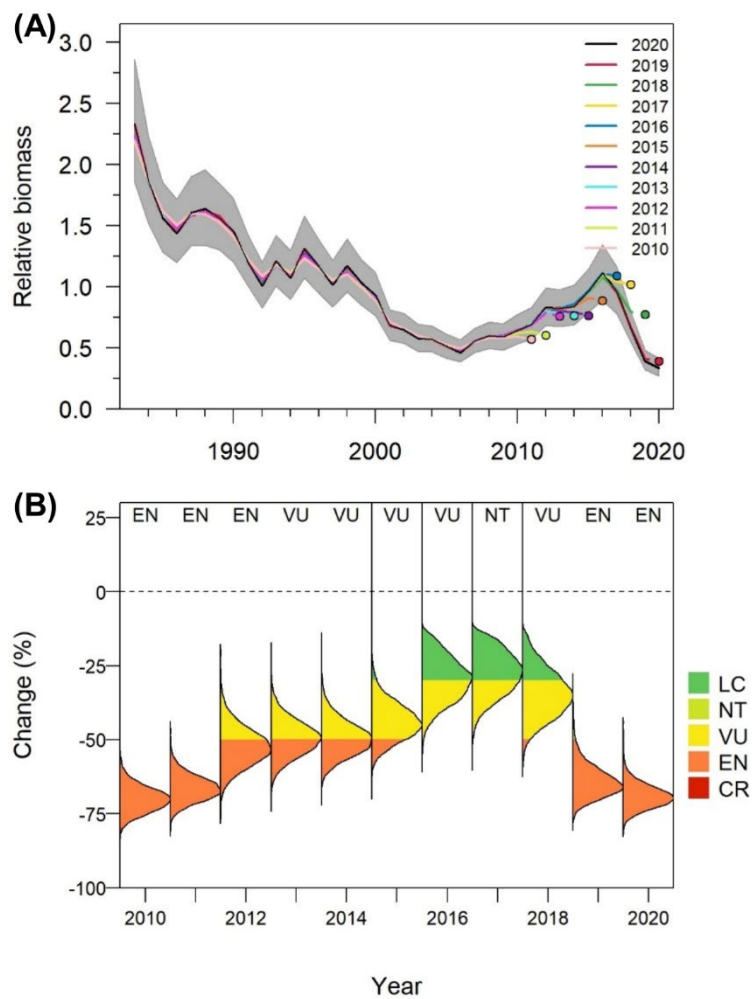 (A)
Relative biomass
3.0
2.5
2.0
1.5
1.0
0.5
0.0
1990 2000 2010 2020
2020
2019
2018
2017
2016
2015
2014
2013
2012
2011
2010
(B)
Change (%)
25
0
-25
-50
-75
-100
EN EN EN VU VU VU VU NT VU EN EN
LC
NT
VU
EN
CR
2010 2012 2014 2016 2018 2020
Year